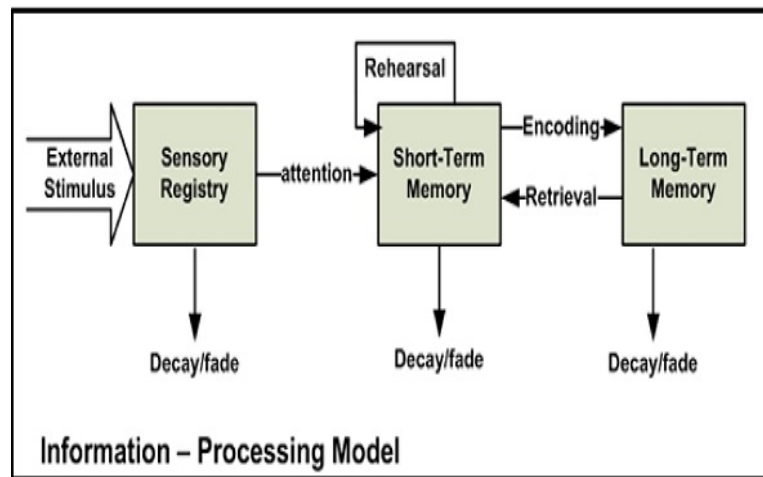 Rehearsal
External
Stimulus
Sensory
Registry
attention
Short-Term
Memory
Encoding
Retrieval
Long-Term
Memory
Decay/fade
Decay/fade
Decay/fade
Information – Processing Model